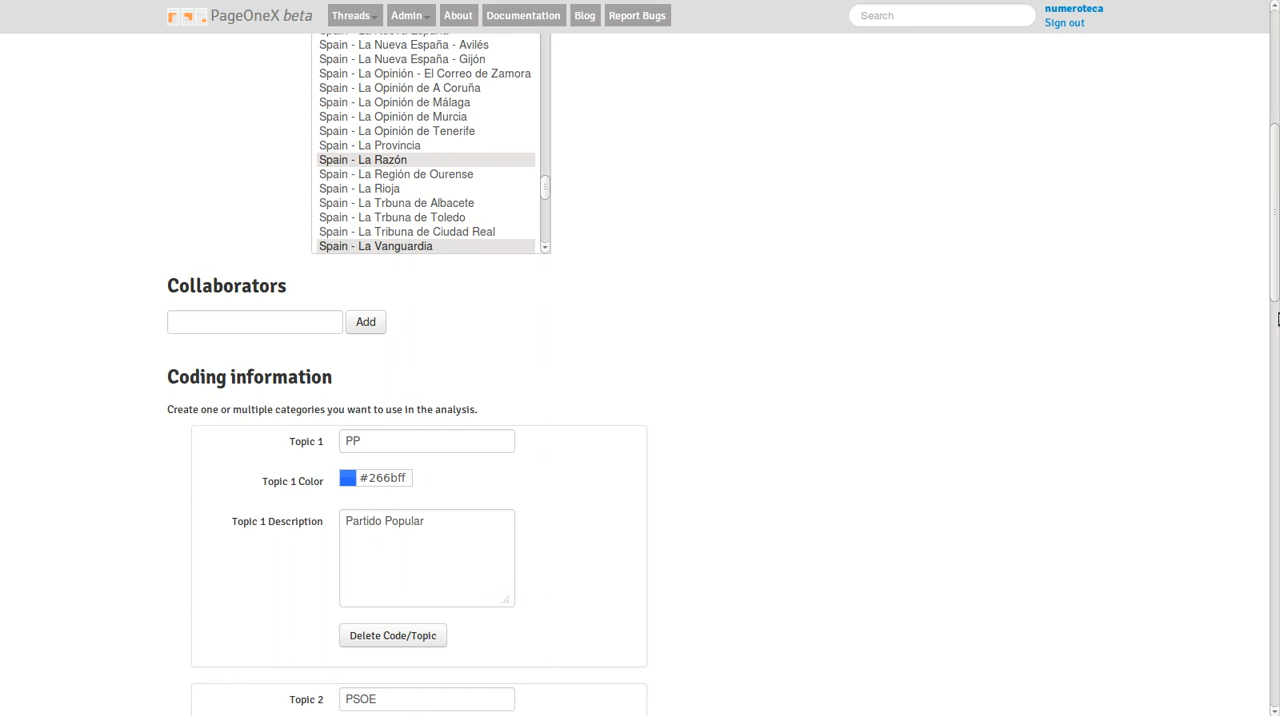 PageOneX beta
Threads
Admin
About
Documentation
Blog
Report Bugs
Search
numeroteca
Sign out
Spain - La Nueva España
Spain - La Nueva España - Avilés
Spain - La Nueva España - Gijón
Spain - La Opinión - El Correo de Zamora
Spain - La Opinión de A Coruña
Spain - La Opinión de Málaga
Spain - La Opinión de Murcia
Spain - La Opinión de Tenerife
Spain - La Provincia
Spain - La Razón
Spain - La Región de Ourense
Spain - La Rioja
Spain - La Trbuna de Albacete
Spain - La Trbuna de Toledo
Spain - La Tribuna de Ciudad Real
Spain - La Vanguardia
Collaborators
Add
Coding information
Create one or multiple categories you want to use in the analysis.
Topic 1
PP
Topic 1 Color
#266bff
Topic 1 Description
Partido Popular
Delete Code/Topic
Topic 2
PSOE